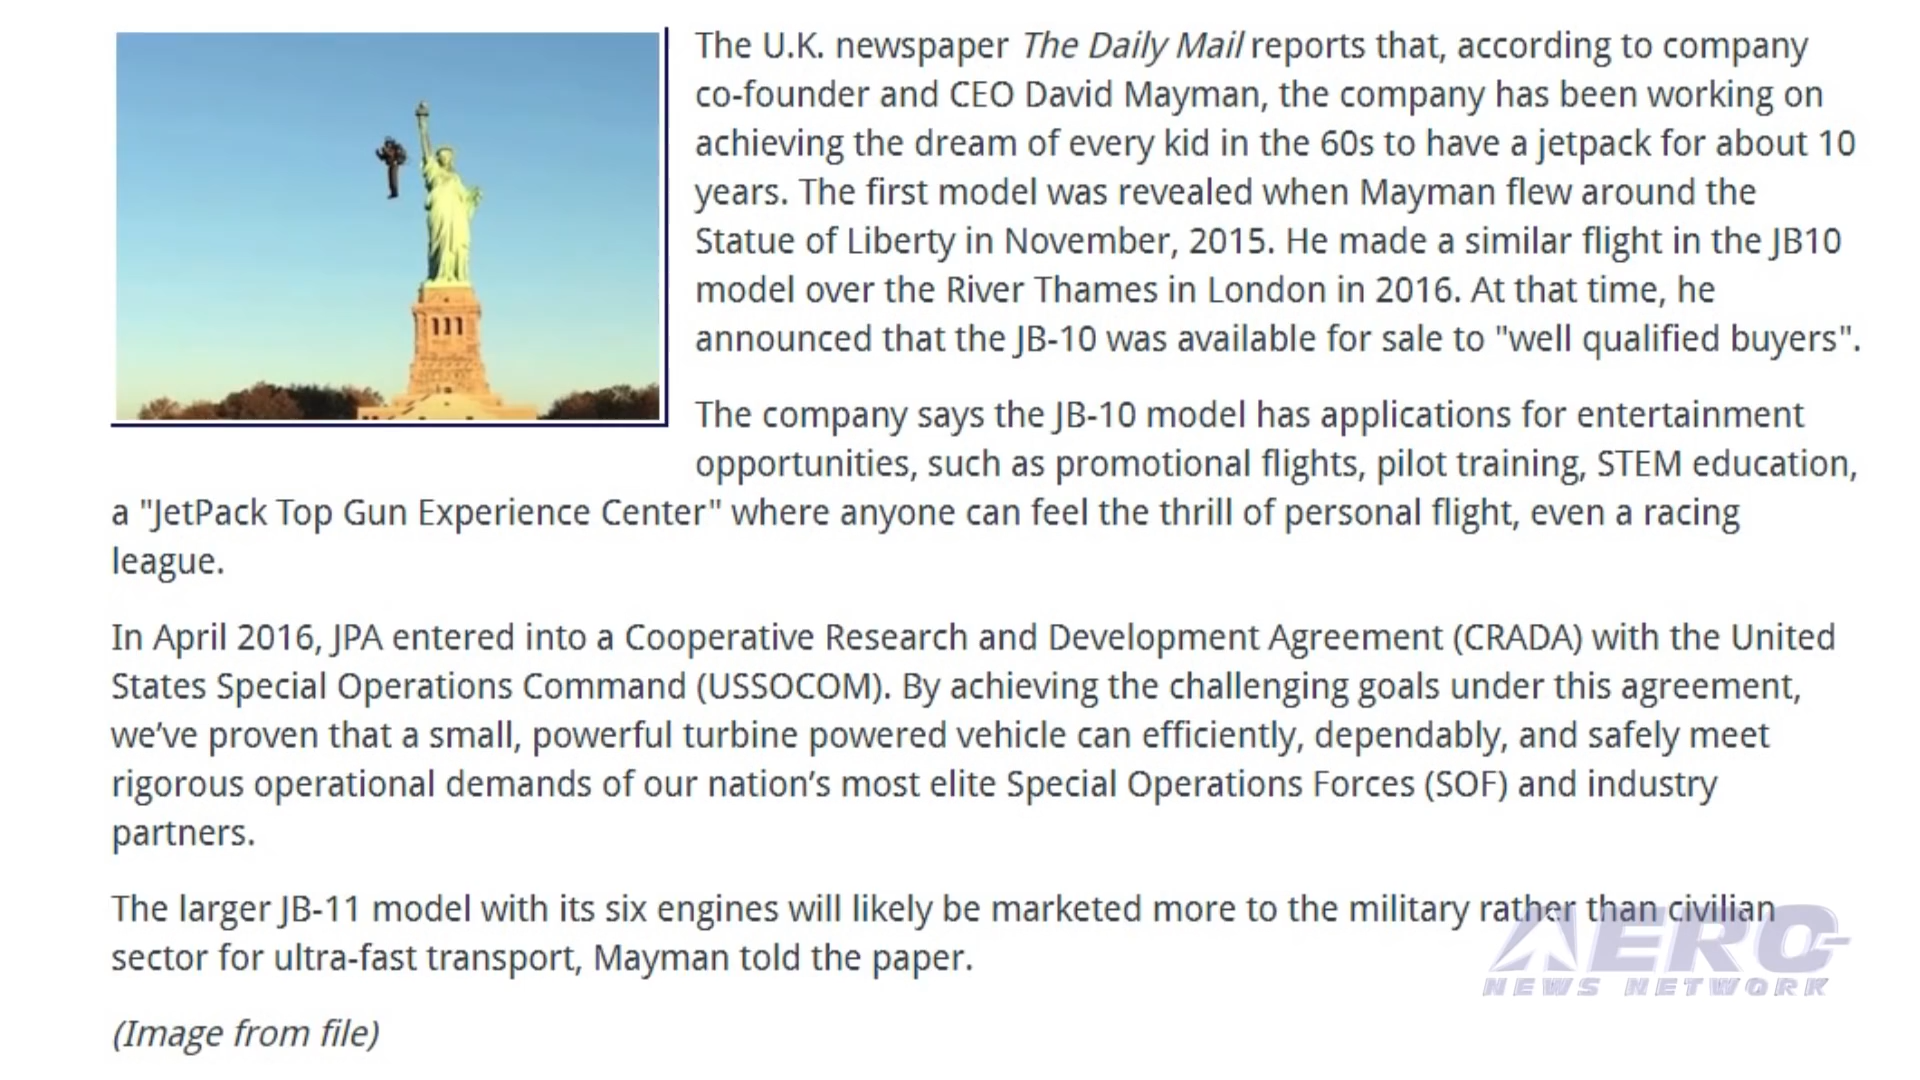 The U.K. newspaper The Daily Mail reports that, according to company
co-founder and CEO David Mayman, the company has been working on
achieving the dream of every kid in the 60s to have a jetpack for about 10
years. The first model was revealed when Mayman flew around the
Statue of Liberty in November, 2015. He made a similar flight in the JB10
model over the River Thames in London in 2016. At that time, he
announced that the JB-10 was available for sale to "well qualified buyers".
The company says the JB-10 model has applications for entertainment
opportunities, such as promotional flights, pilot training, STEM education,
a "JetPack Top Gun Experience Center" where anyone can feel the thrill of personal flight, even a racing
league.
In April 2016, JPA entered into a Cooperative Research and Development Agreement (CRADA) with the United
States Special Operations Command (USSOCOM). By achieving the challenging goals under this agreement,
we’ve proven that a small, powerful turbine powered vehicle can efficiently, dependably, and safely meet
rigorous operational demands of our nation’s most elite Special Operations Forces (SOF) and industry
partners.
The larger JB-11 model with its six engines will likely be marketed more to the military rather than civilian
sector for ultra-fast transport, Mayman told the paper.
AERO
NEWS NETWORK
(Image from file)